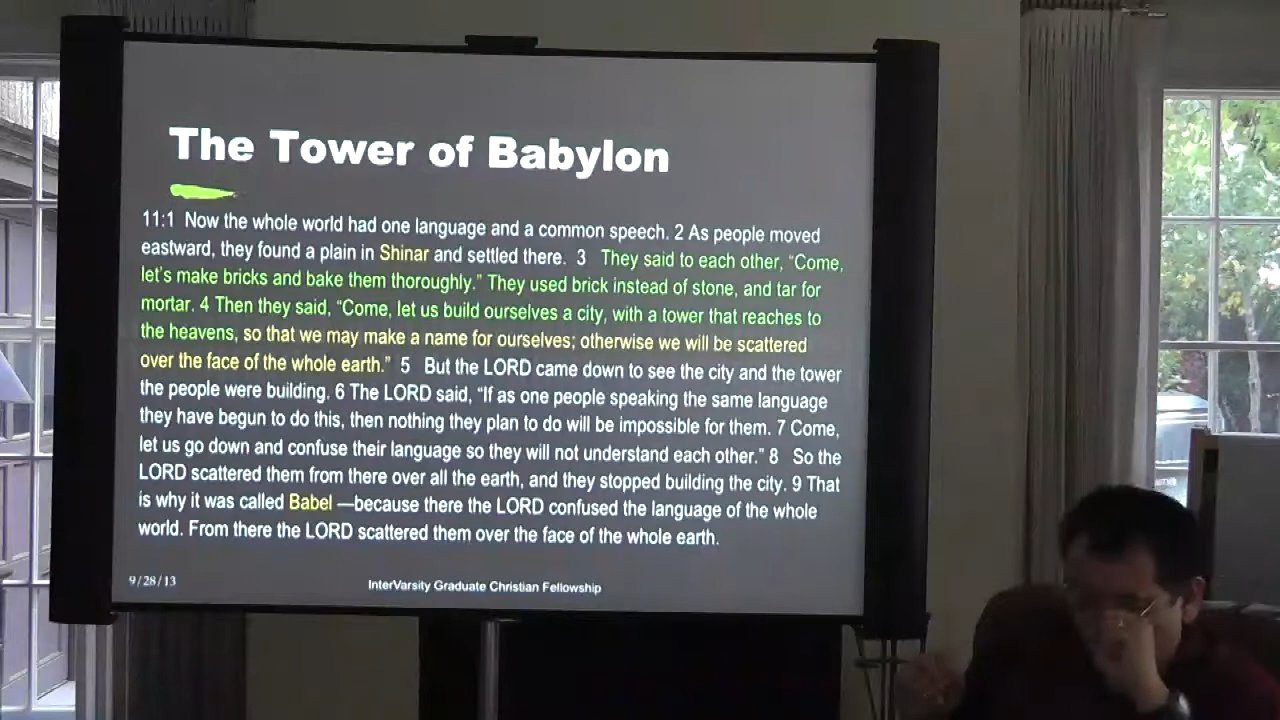 The Tower of Babylon
11:1 Now the whole world had one language and a common speech. 2 As people moved
eastward, they found a plain in Shinar and settled there. 3 They said to each other, “Come,
let’s make bricks and bake them thoroughly.” They used brick instead of stone, and tar for
mortar. 4 Then they said, “Come, let us build ourselves a city, with a tower that reaches to
the heavens, so that we may make a name for ourselves; otherwise we will be scattered
over the face of the whole earth.” 5 But the LORD came down to see the city and the tower
the people were building. 6 The LORD said, “If as one people speaking the same language
they have begun to do this, then nothing they plan to do will be impossible for them. 7 Come,
let us go down and confuse their language so they will not understand each other.” 8 So the
LORD scattered them from there over all the earth, and they stopped building the city. 9 That
is why it was called Babel —because there the LORD confused the language of the whole
world. From there the LORD scattered them over the face of the whole earth.
9/28/13
InterVarsity Graduate Christian Fellowship